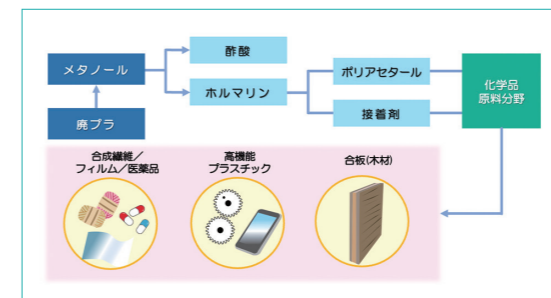 酢酸
メタノール
ポリアセタール
ホルマリン
化学品
原料分野
廃プラ
接着剤
合成繊維／
フィルム／医薬品
高機能
プラスチック
合板(木材)